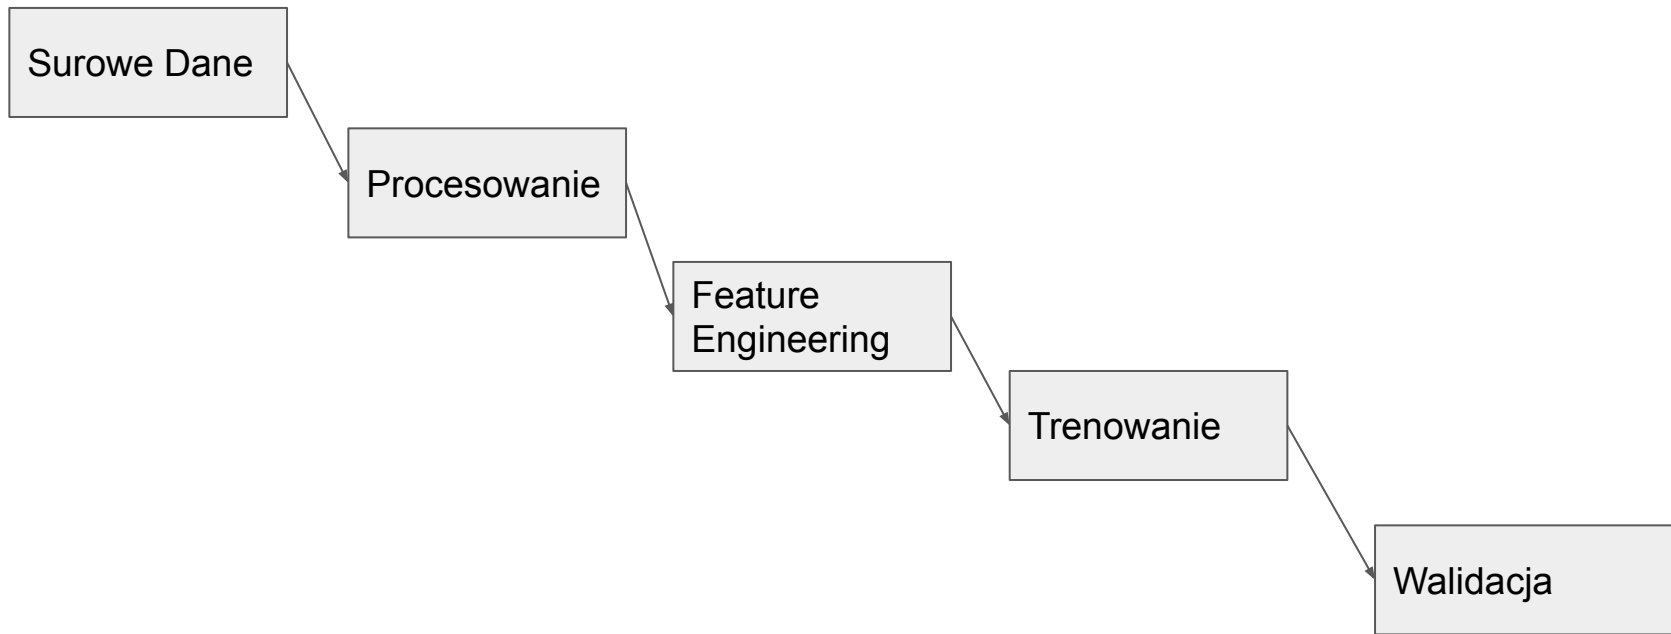 Surowe Dane
Procesowanie
Feature
Engineering
Trenowanie
Walidacja